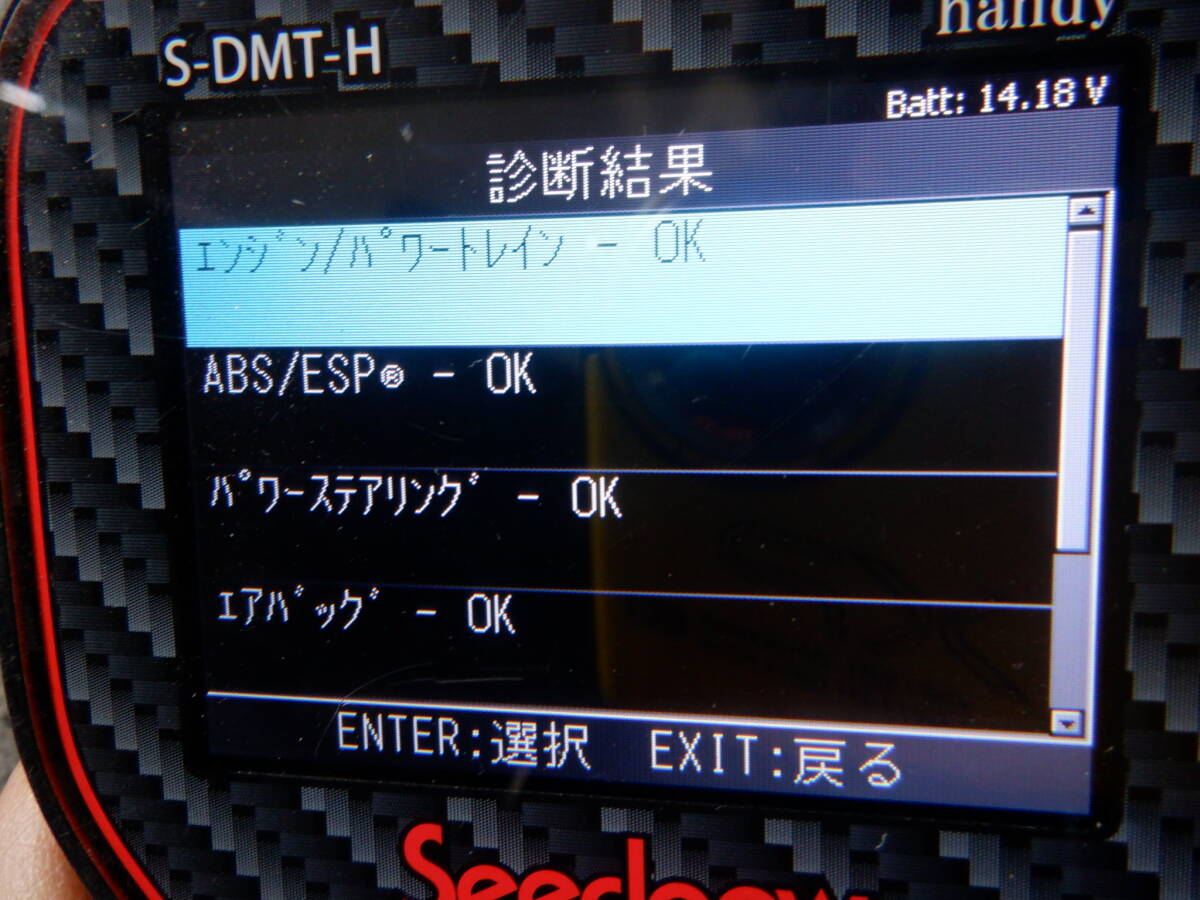 handy
S-DMT-H
Batt: 14.18 V
診断結果
ｴﾝｼﾞﾝ/ﾊﾟﾜｰﾄﾚｲﾝ - OK
ABS/ESP® - OK
ﾊﾟﾜｰｽﾃｱﾘﾝｸﾞ - OK
ｴｱﾊﾞｯｸﾞ - OK
ENTER:選択 EXIT:戻る